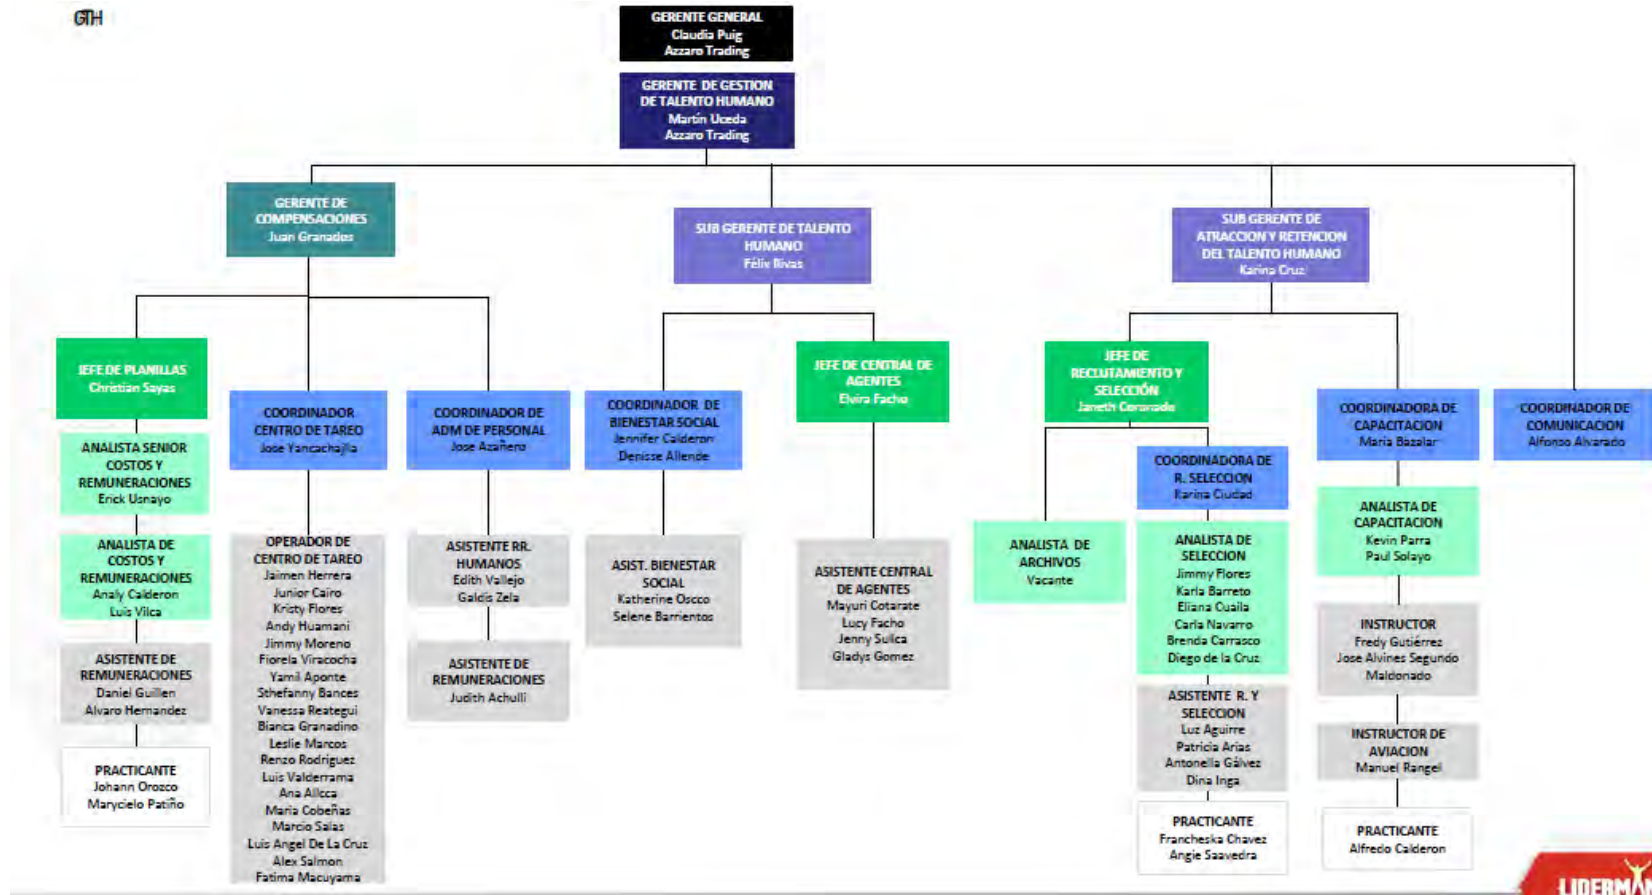 GTH
GERENTE GENERAL
Claudia Puig
Azzaro Trading
GERENTE DE GESTION
DE TALENTO HUMANO
Martín Uceda
Azzaro Trading
GERENTE DE
COMPENSACIONES
Juan Granados
SUB GERENTE DE TALENTO
HUMANO
Félix Rivas
SUB GERENTE DE
ATRACCION Y RETENCION
DEL TALENTO HUMANO
Karina Cruz
JEFE DE PLANILLAS
Christian Sayas
ANALISTA SENIOR
COSTOS Y
REMUNERACIONES
Erick Usnayo
ANALISTA DE
COSTOS Y
REMUNERACIONES
Analy Calderon
Luis Vilca
ASISTENTE DE
REMUNERACIONES
Daniel Guillen
Alvaro Hernandez
PRACTICANTE
Johann Orozco
Marycielo Patiño
COORDINADOR
CENTRO DE TAREO
Jose Yancachajlla
OPERADOR DE
CENTRO DE TAREO
Jaimen Herrera
Junior Cairo
Kristy Flores
Andy Huamani
Jimmy Moreno
Fiorela Viracocha
Yamil Aponte
Sthefanny Bances
Vanessa Reategui
Bianca Granadino
Leslie Marcos
Renzo Rodriguez
Luis Valderrama
Ana Allcca
Maria Cobeñas
Marcio Salas
Luis Angel De La Cruz
Alex Salmon
Fatima Macuyama
COORDINADOR DE
ADM DE PERSONAL
Jose Azañero
ASISTENTE RR.
HUMANOS
Edith Vallejo
Galdis Zela
ASISTENTE DE
REMUNERACIONES
Judith Achulli
COORDINADOR DE
BIENESTAR SOCIAL
Jennifer Calderon
Denisse Allende
ASIST. BIENESTAR
SOCIAL
Katherine Oscco
Selene Barrientos
JEFE DE CENTRAL DE
AGENTES
Elvira Facho
ASISTENTE CENTRAL
DE AGENTES
Mayuri Cotarate
Lucy Facho
Jenny Sullca
Gladys Gomez
JEFE DE
RECLUTAMIENTO Y
SELECCIÓN
Janeth Coronado
ANALISTA DE
ARCHIVOS
Vacante
COORDINADORA DE
R. SELECCION
Karina Ciudad
ANALISTA DE
SELECCION
Jimmy Flores
Karla Barreto
Eliana Cuaila
Carla Navarro
Brenda Carrasco
Diego de la Cruz
ASISTENTE R. Y
SELECCION
Luz Aguirre
Patricia Arias
Antonella Gálvez
Dina Inga
PRACTICANTE
Francheska Chavez
Angie Saavedra
COORDINADORA DE
CAPACITACION
Maria Bazalar
ANALISTA DE
CAPACITACION
Kevin Parra
Paul Solayo
INSTRUCTOR
Fredy Gutiérrez
Jose Alvines Segundo
Maldonado
INSTRUCTOR DE
AVIACION
Manuel Rangel
PRACTICANTE
Alfredo Calderon
COORDINADOR DE
COMUNICACION
Alfonso Alvarado
LIDERMAN